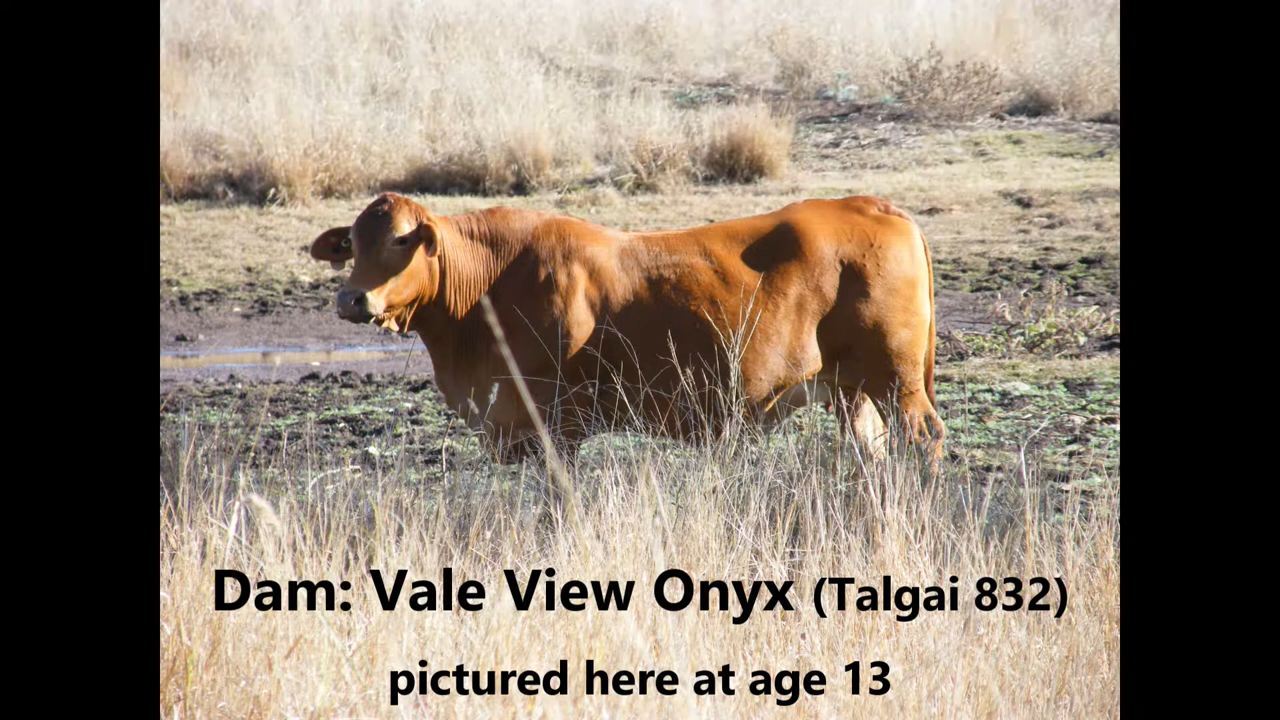 Dam: Vale View Onyx (Talgai 832)
pictured here at age 13